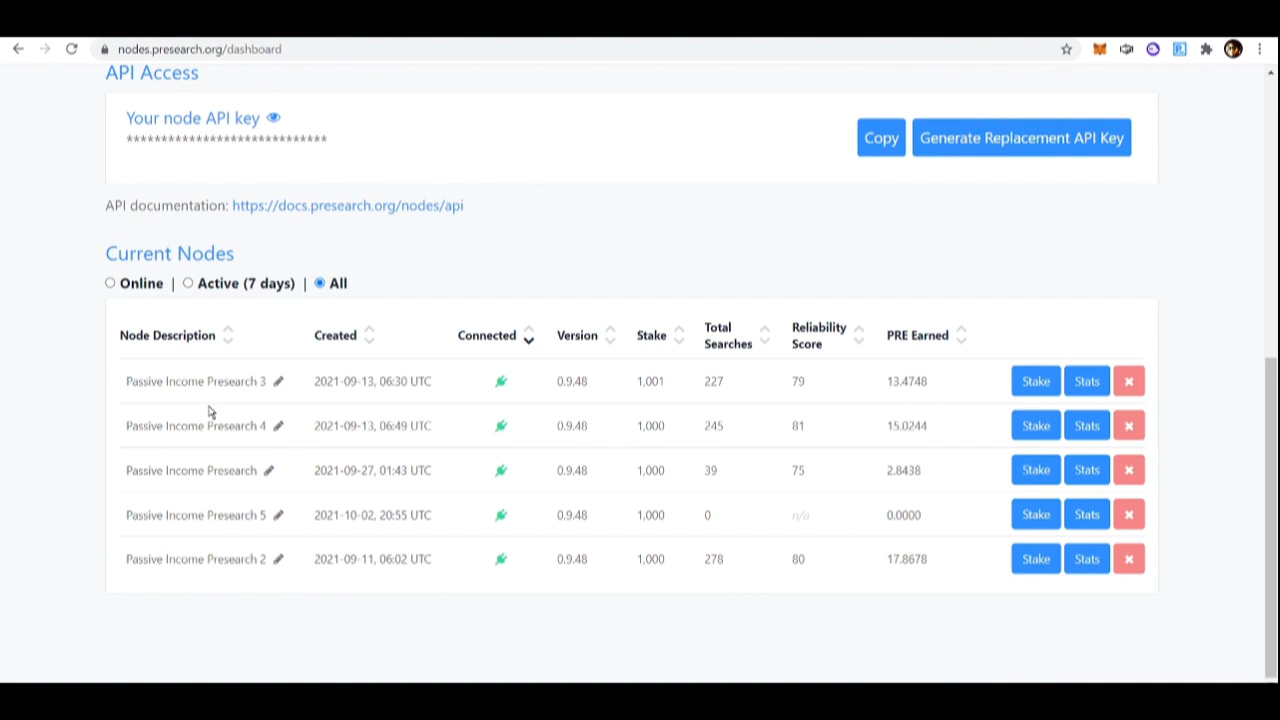 nodes.presearch.org/dashboard
API Access
Your node API key
*****************************
Copy
Generate Replacement API Key
API documentation: https://docs.presearch.org/nodes/api
Current Nodes
Online | Active (7 days) | All
Node Description Created Connected Version Stake Total Searches Reliability Score PRE Earned
Passive Income Presearch 3 2021-09-13, 06:30 UTC 0.9.48 1,001 227 79 13.4748 Stake Stats
Passive Income Presearch 4 2021-09-13, 06:49 UTC 0.9.48 1,000 245 81 15.0244 Stake Stats
Passive Income Presearch 2021-09-27, 01:43 UTC 0.9.48 1,000 39 75 2.8438 Stake Stats
Passive Income Presearch 5 2021-10-02, 20:55 UTC 0.9.48 1,000 0 n/a 0.0000 Stake Stats
Passive Income Presearch 2 2021-09-11, 06:02 UTC 0.9.48 1,000 278 80 17.8678 Stake Stats